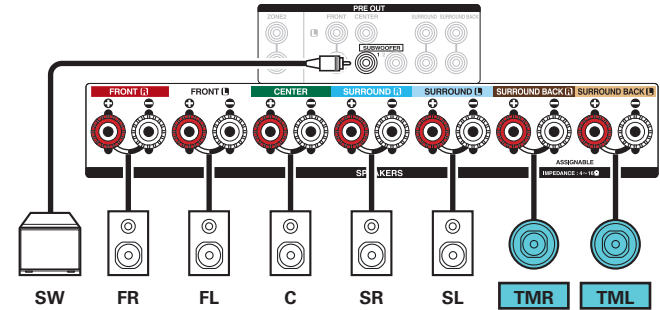 PRE OUT
ZONE2 FRONT CENTER SURROUND SURROUND BACK
L
SUBWOOFER
1
FRONT R FRONT L CENTER SURROUND R SURROUND L SURROUND BACK R SURROUND BACK L
ASSIGNABLE
SPEAKERS IMPEDANCE : 4~16Ω
SW FR FL C SR SL TMR TML